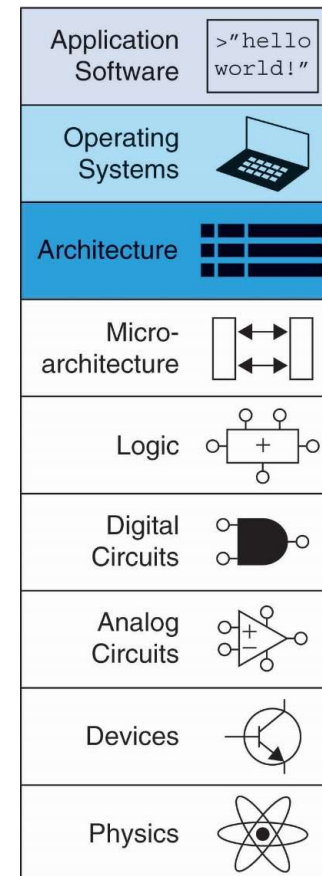 Application
Software
>"hello
world!"
Operating
Systems
Architecture
Micro-
architecture
Logic
+
Digital
Circuits
Analog
Circuits
+
−
Devices
Physics